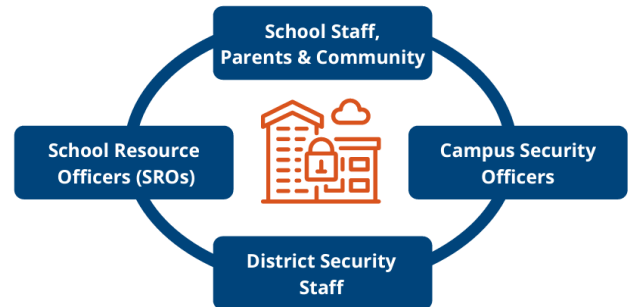 School Staff,
Parents & Community
School Resource
Officers (SROs)
Campus Security
Officers
District Security
Staff